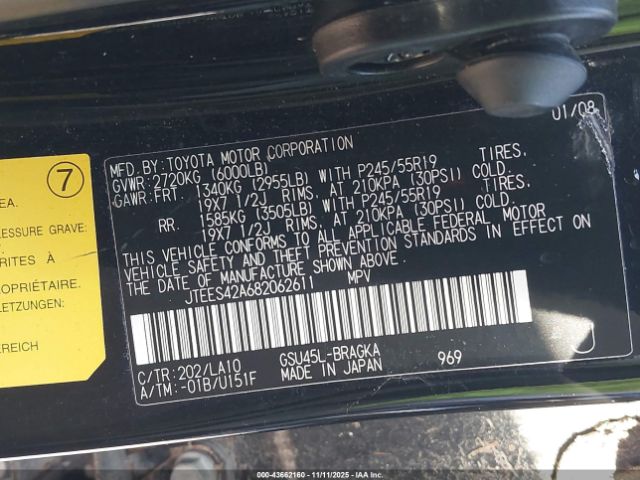 01/08
MFD.BY:TOYOTA MOTOR CORPORATION
GVWR:2720KG (6000LB)
GAWR:FRT. 1340KG (2955LB) WITH P245/55R19 TIRES.
19X7 1/2J RIMS, AT 210KPA (30PSI) COLD.
RR. 1585KG (3505LB) WITH P245/55R19 TIRES.
19X7 1/2J RIMS, AT 210KPA (30PSI) COLD.
THIS VEHICLE CONFORMS TO ALL APPLICABLE FEDERAL MOTOR
VEHICLE SAFETY AND THEFT PREVENTION STANDARDS IN EFFECT ON
THE DATE OF MANUFACTURE SHOWN ABOVE.
JTEES42A682062611 MPV
C/TR:202/LA10 GSU45L-BRAGKA 969
A/TM:-01B/U151F MADE IN JAPAN
7
EA.
ESSURE GRAVE
RITES À
OPRIÉTAIRE.
LETZUNGEN:
REIN
000-43662160 - 11/11/2025 - IAAI.COM